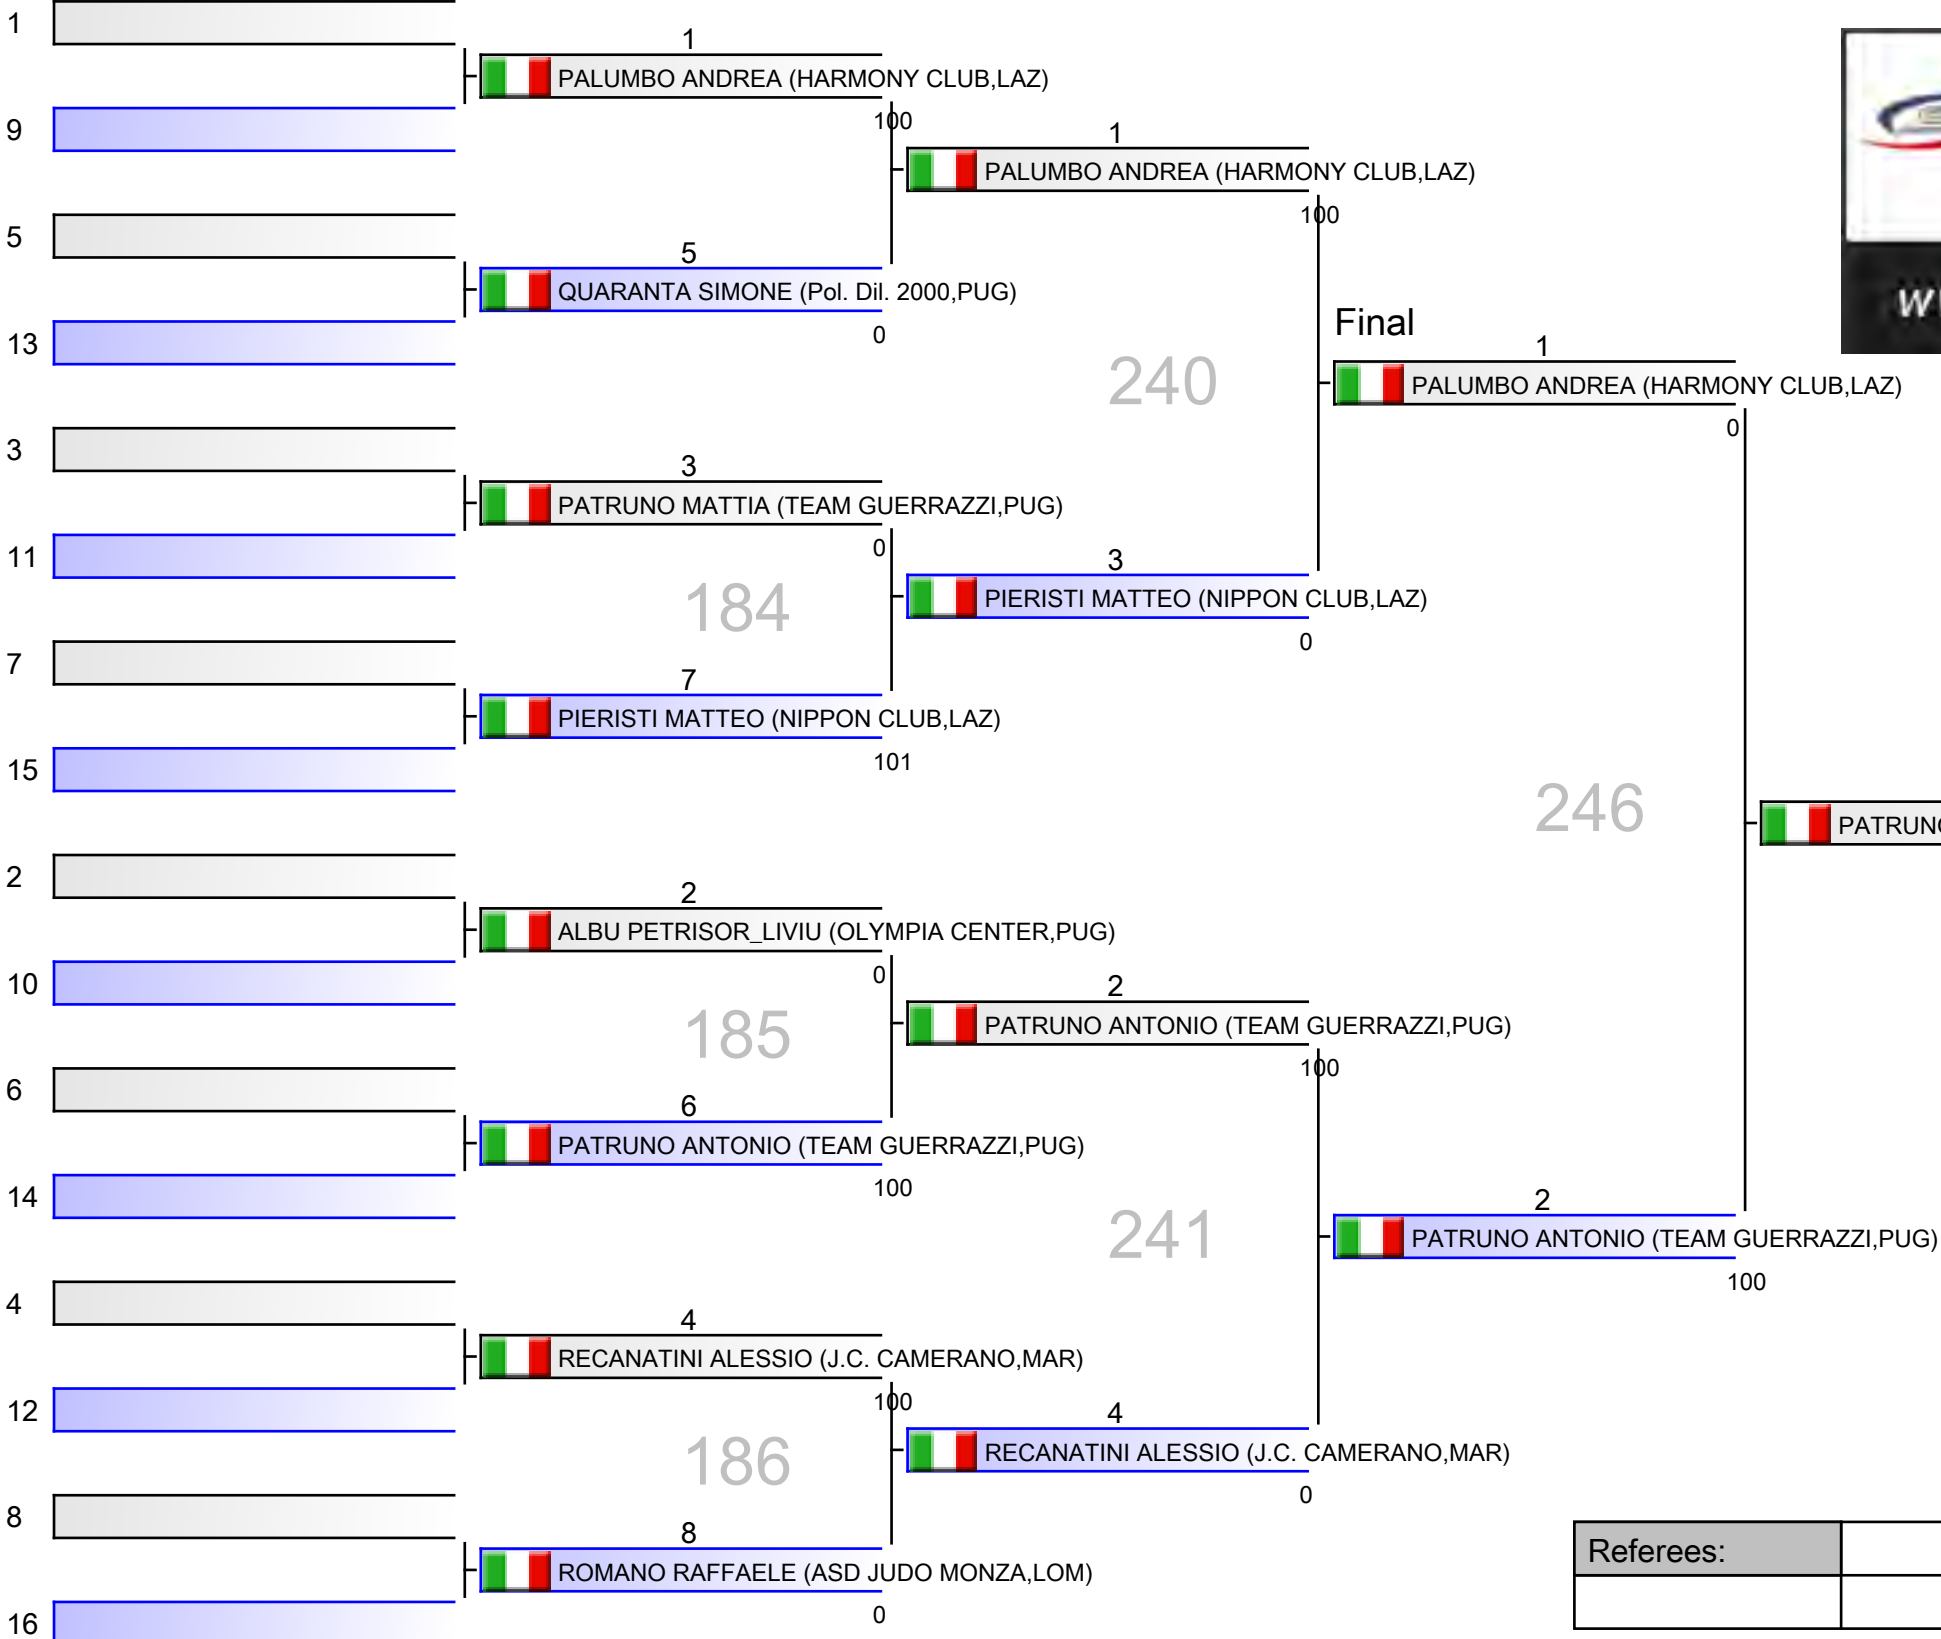 1
9
5
13
3
11
7
15
2
10
6
14
4
12
8
16
1
PALUMBO ANDREA (HARMONY CLUB,LAZ)
100
5
QUARANTA SIMONE (Pol. Dil. 2000,PUG)
0
3
PATRUNO MATTIA (TEAM GUERRAZZI,PUG)
0
184
7
PIERISTI MATTEO (NIPPON CLUB,LAZ)
101
2
ALBU PETRISOR_LIVIU (OLYMPIA CENTER,PUG)
0
185
6
PATRUNO ANTONIO (TEAM GUERRAZZI,PUG)
100
4
RECANATINI ALESSIO (J.C. CAMERANO,MAR)
100
186
8
ROMANO RAFFAELE (ASD JUDO MONZA,LOM)
0
1
PALUMBO ANDREA (HARMONY CLUB,LAZ)
100
240
3
PIERISTI MATTEO (NIPPON CLUB,LAZ)
0
2
PATRUNO ANTONIO (TEAM GUERRAZZI,PUG)
100
241
4
RECANATINI ALESSIO (J.C. CAMERANO,MAR)
0
Final
1
PALUMBO ANDREA (HARMONY CLUB,LAZ)
0
246
2
PATRUNO ANTONIO (TEAM GUERRAZZI,PUG)
100
PATRUNO
Referees: